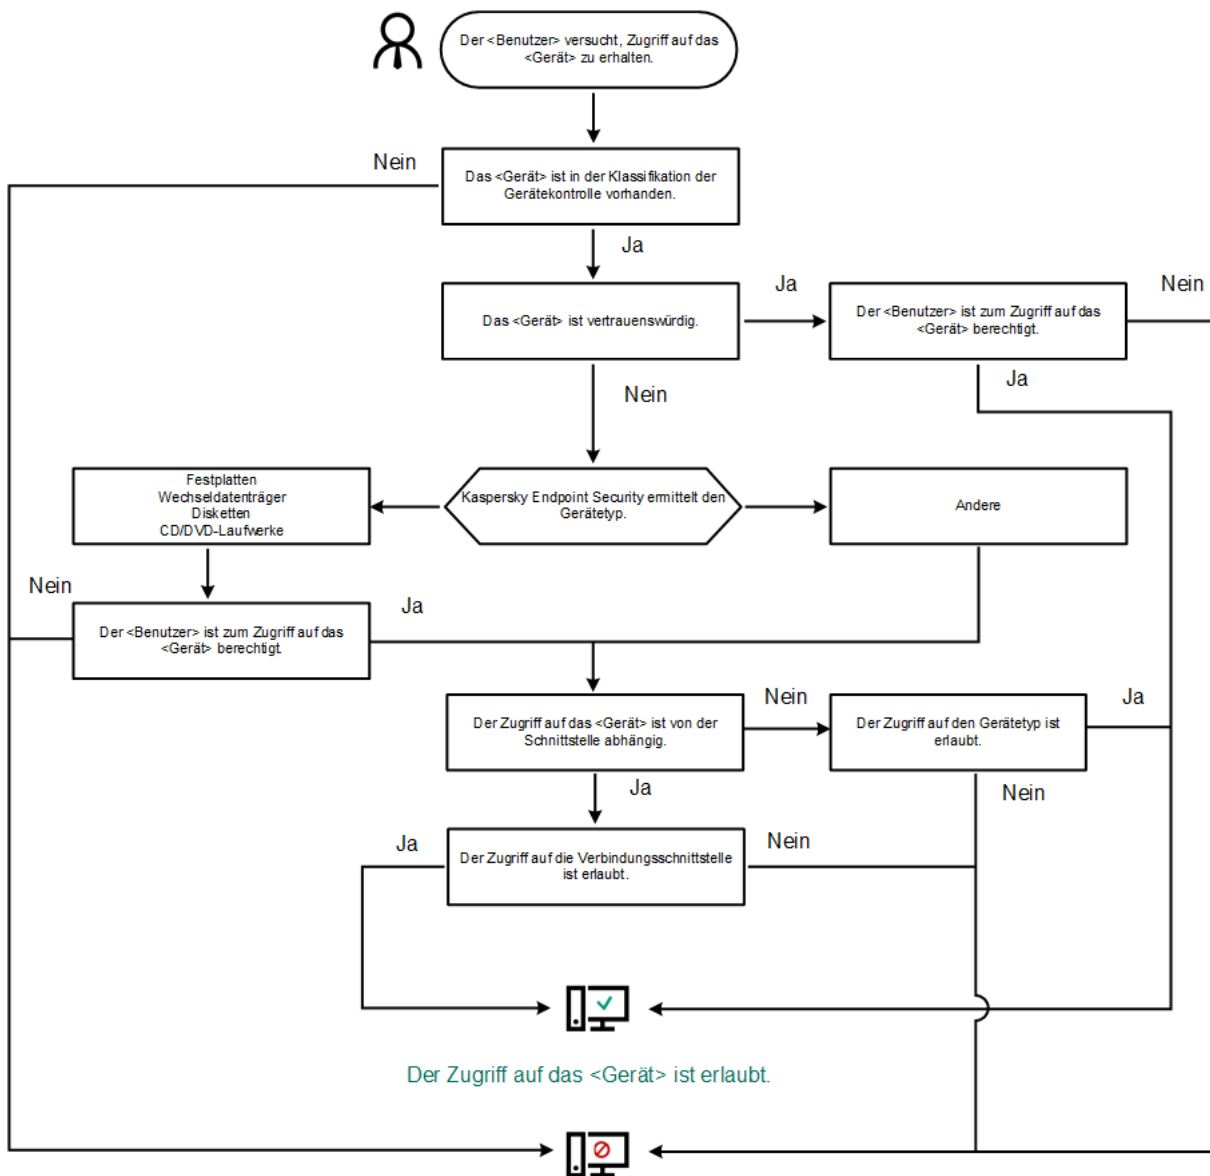 Der <Benutzer> versucht, Zugriff auf das
<Gerät> zu erhalten.
Nein
Das <Gerät> ist in der Klassifikation der
Gerätekontrolle vorhanden.
Ja
Das <Gerät> ist vertrauenswürdig.
Ja
Der <Benutzer> ist zum Zugriff auf das
<Gerät> berechtigt.
Nein
Ja
Nein
Festplatten
Wechseldatenträger
Disketten
CD/DVD-Laufwerke
Kaspersky Endpoint Security ermittelt den
Gerätetyp.
Andere
Nein
Der <Benutzer> ist zum Zugriff auf das
<Gerät> berechtigt.
Ja
Der Zugriff auf das <Gerät> ist von der
Schnittstelle abhängig.
Nein
Der Zugriff auf den Gerätetyp ist
erlaubt.
Ja
Ja
Nein
Ja
Der Zugriff auf die Verbindungsschnittstelle
ist erlaubt.
Nein
Der Zugriff auf das <Gerät> ist erlaubt.